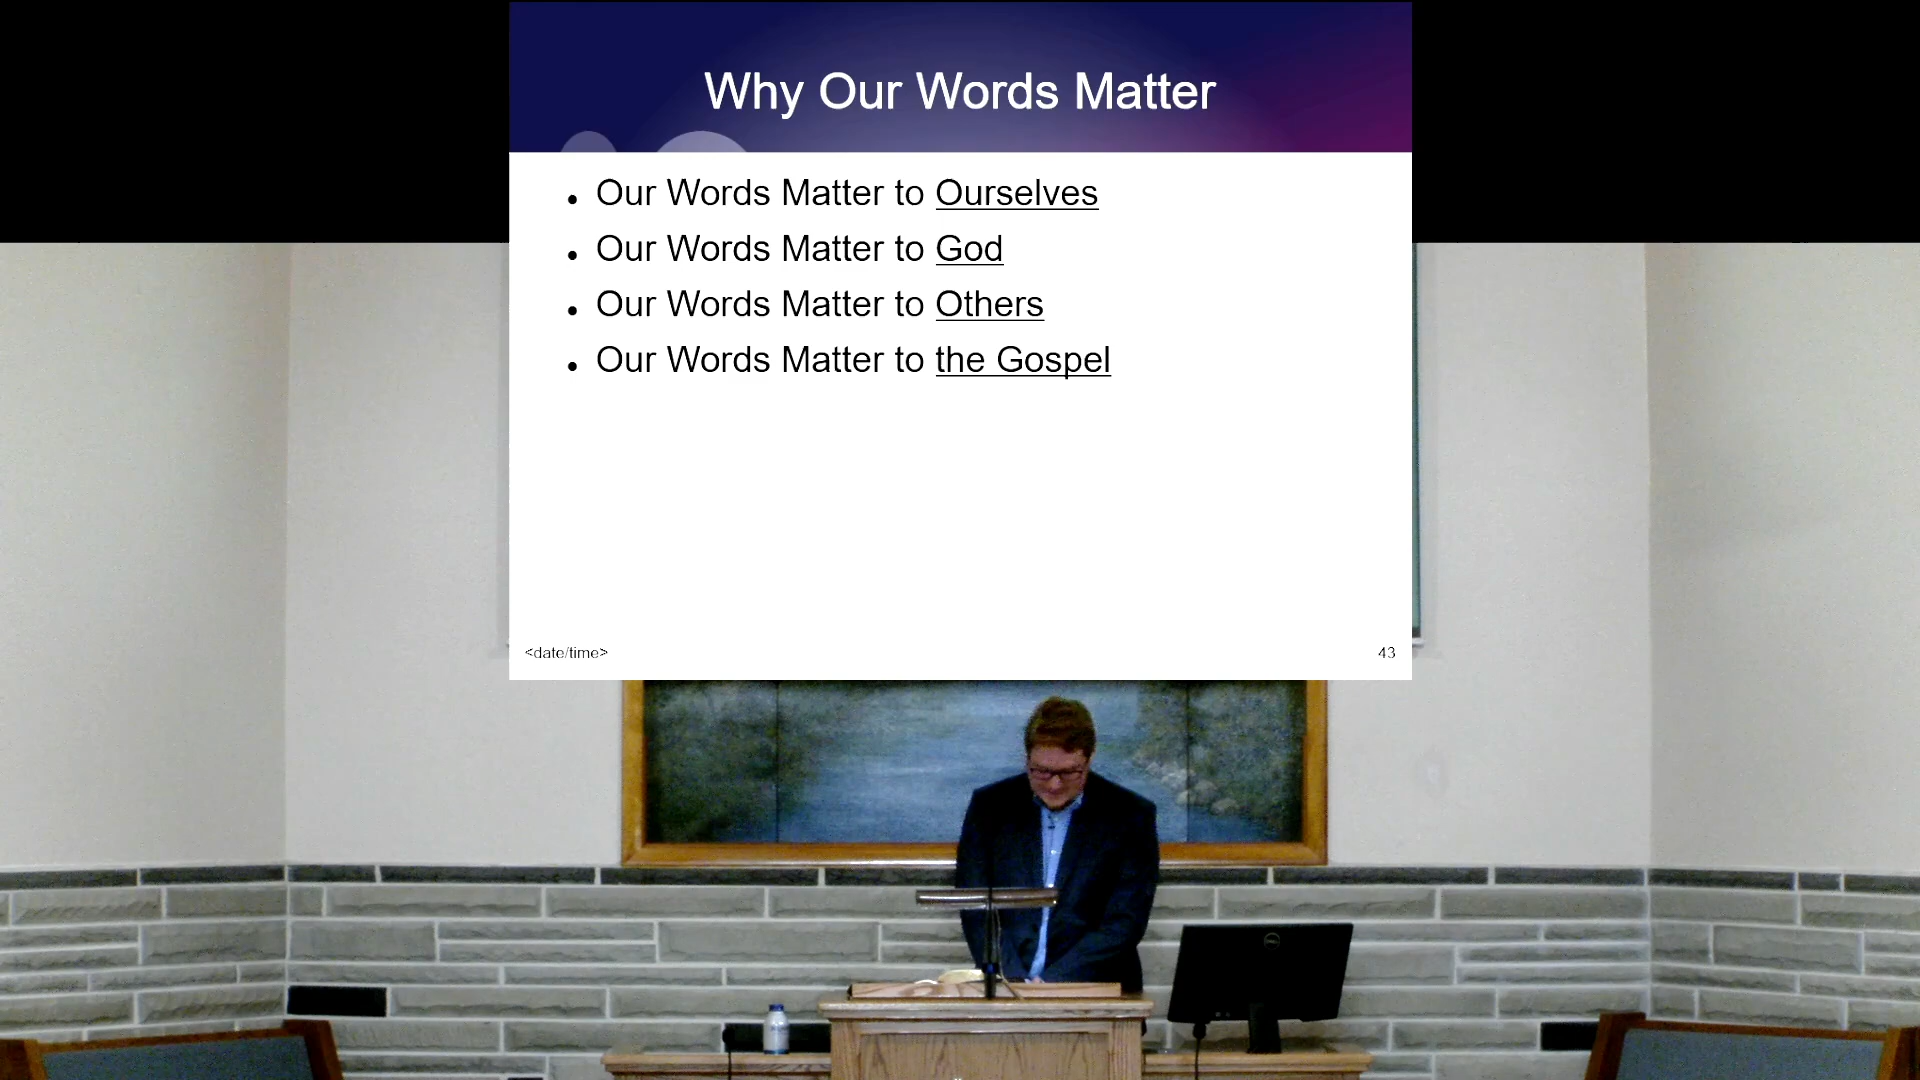 Why Our Words Matter
• Our Words Matter to Ourselves
• Our Words Matter to God
• Our Words Matter to Others
• Our Words Matter to the Gospel
<date/time>
43
DELL